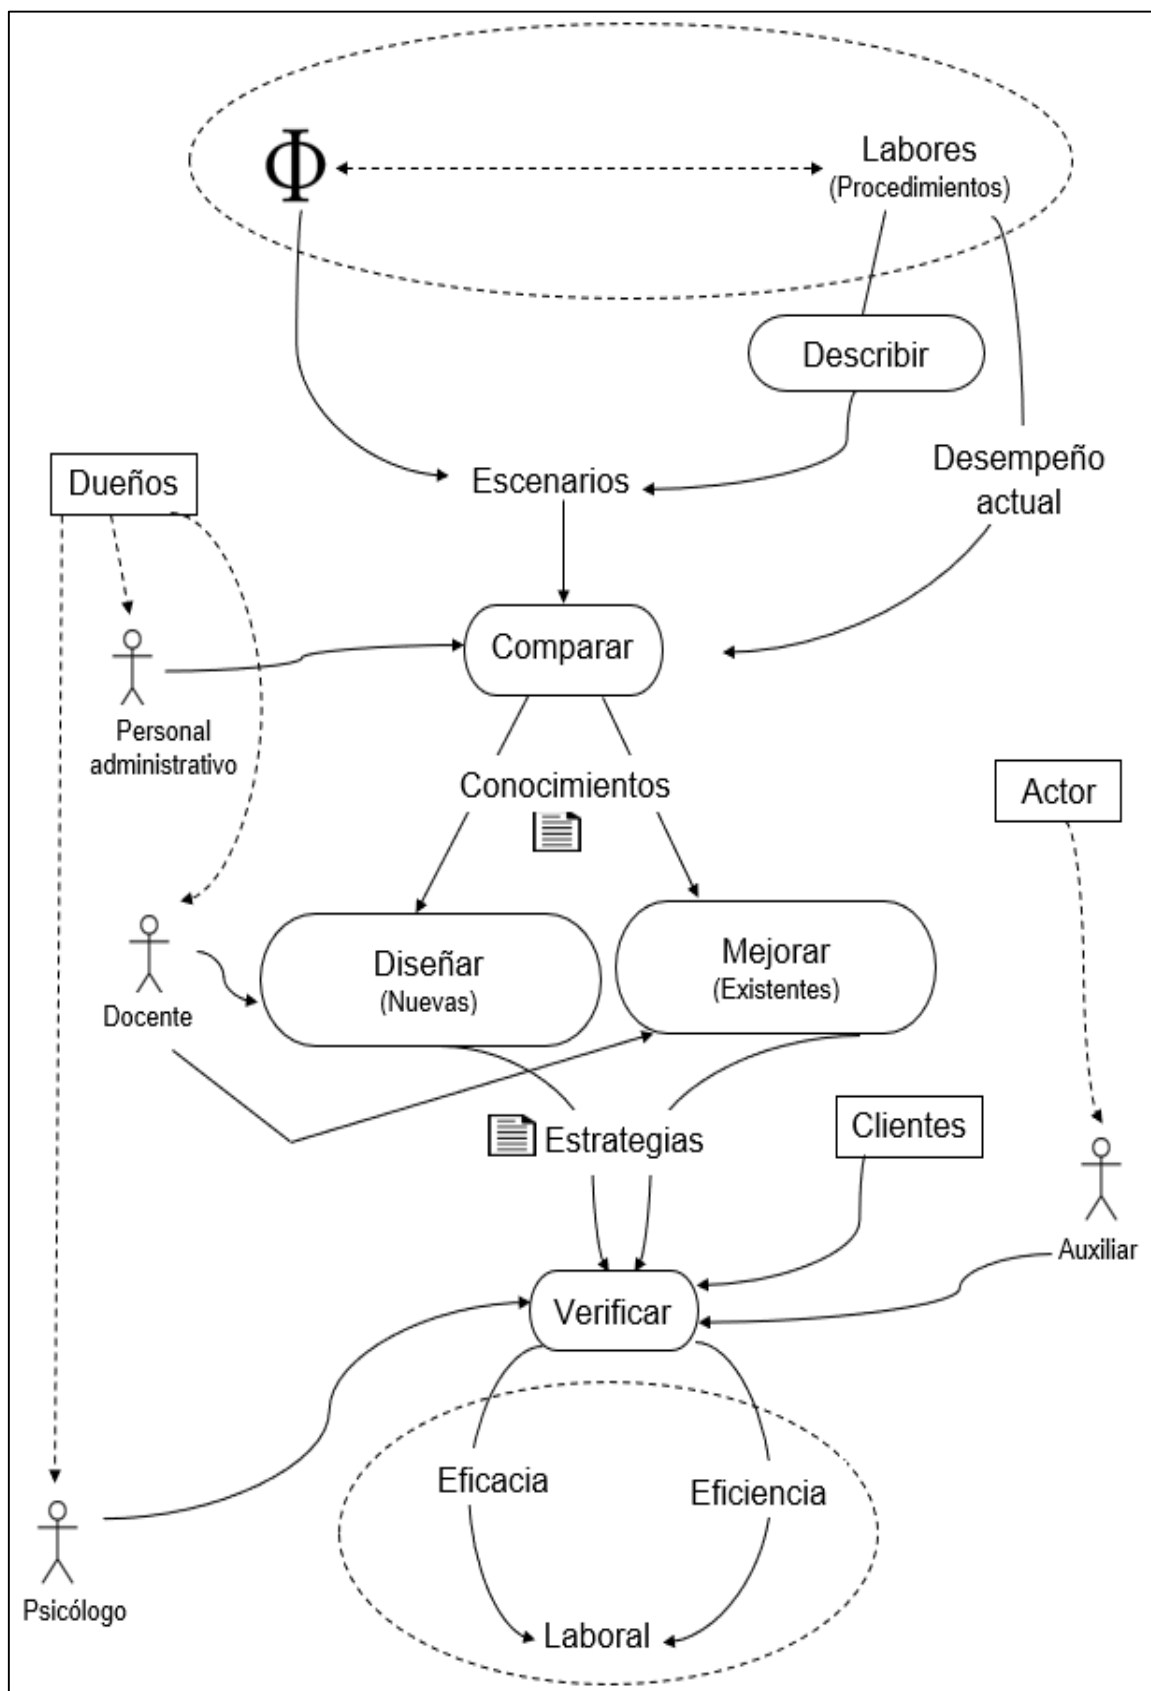 Φ
Labores
(Procedimientos)
Describir
Escenarios
Desempeño
actual
Dueños
Comparar
Personal
administrativo
Conocimientos
Actor
Diseñar
(Nuevas)
Mejorar
(Existentes)
Docente
Estrategias
Clientes
Auxiliar
Verificar
Eficacia
Eficiencia
Psicólogo
Laboral